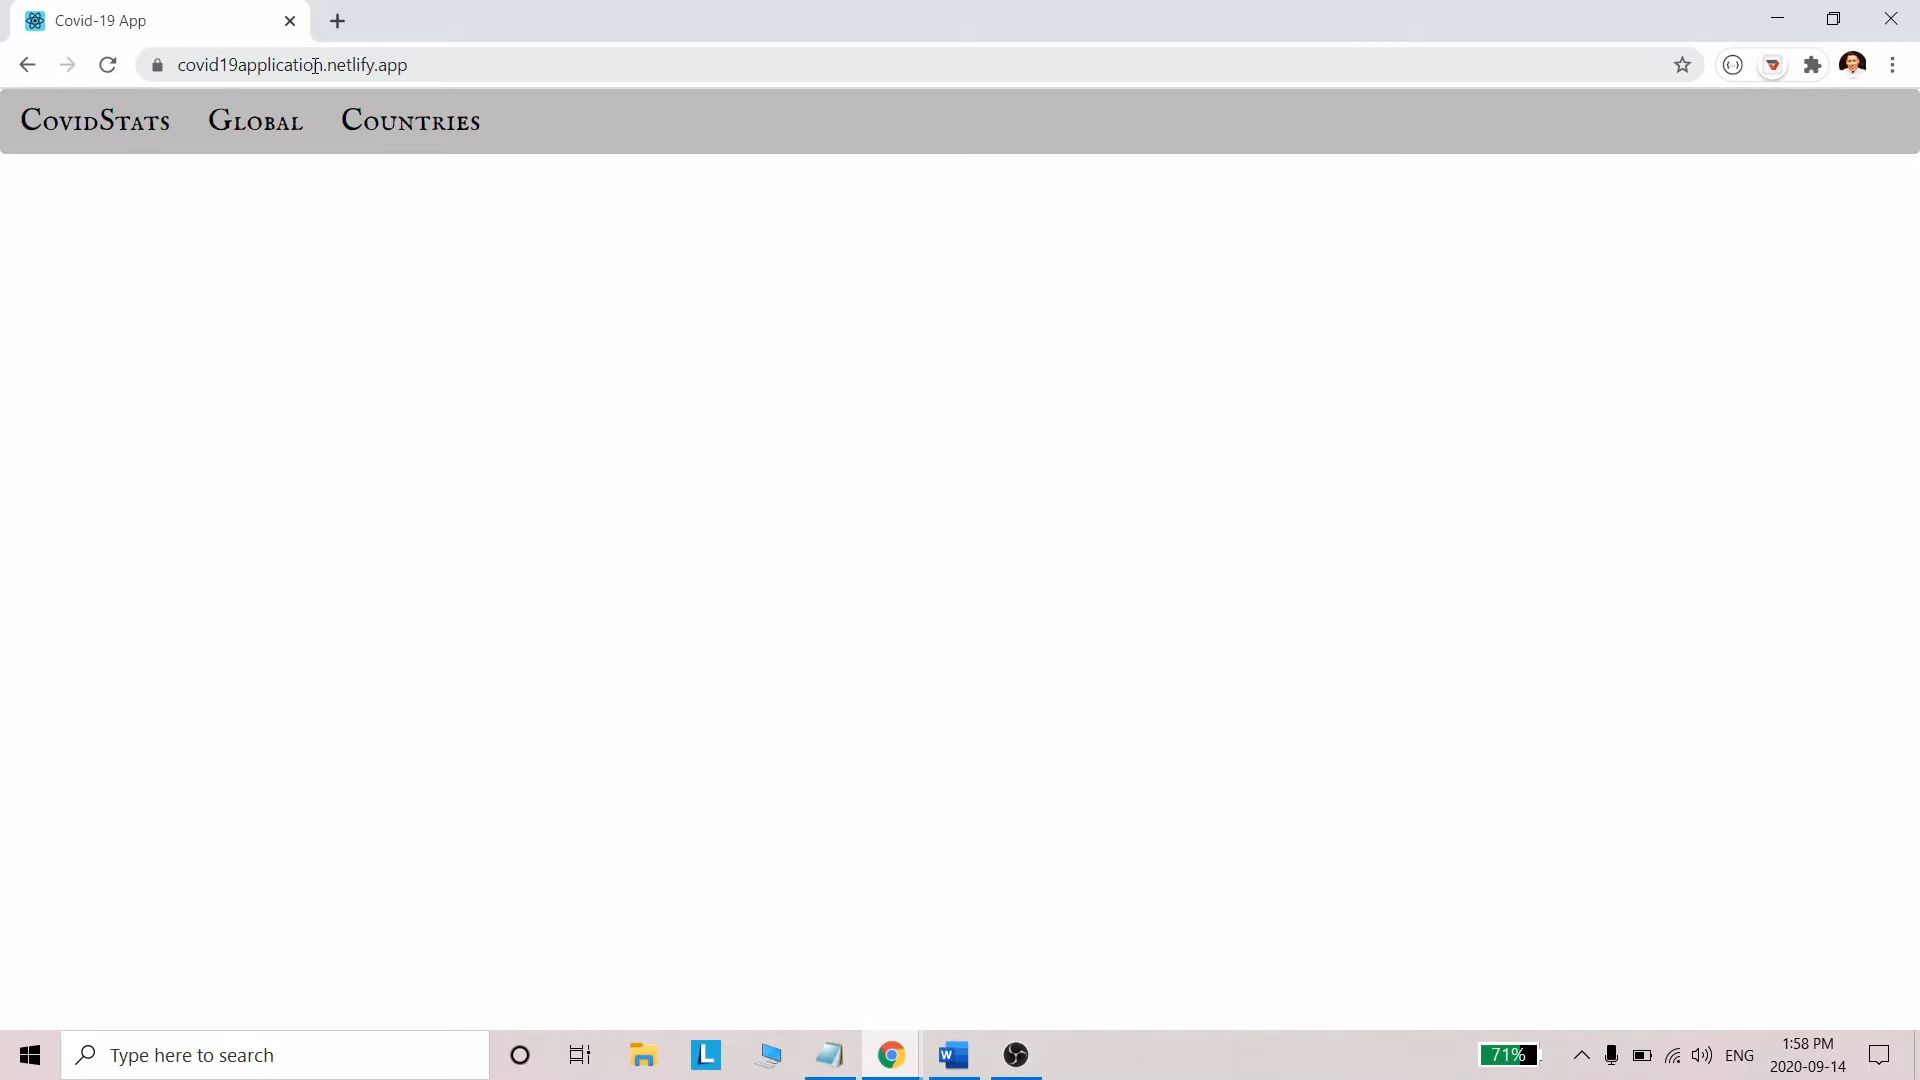 Covid-19 App
covid19application.netlify.app
CovidStats Global Countries
Type here to search
L
W
71%
ENG
1:58 PM
2020-09-14